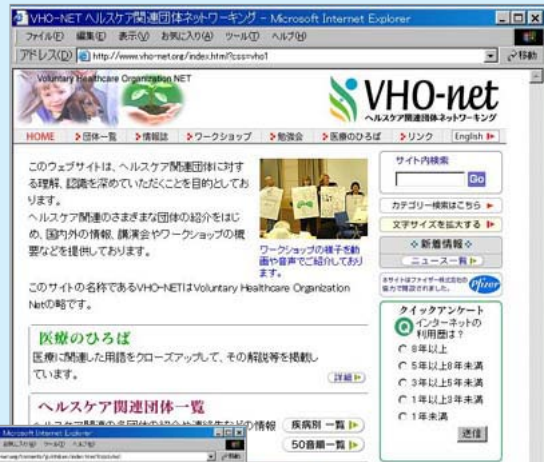 VHO-NET ヘルスケア関連団体ネットワーキング - Microsoft Internet Explorer
ファイル(F) 編集(E) 表示(V) お気に入り(A) ツール(T) ヘルプ(H)
アドレス(D) http://www.vho-net.org/index.html?css=vho1 移動
Voluntary Healthcare Organization NET
VHO-net
ヘルスケア関連団体ネットワーキング
HOME 団体一覧 情報誌 ワークショップ 勉強会 医療のひろば リンク English
このウェブサイトは、ヘルスケア関連団体に対す
る理解、認識を深めていただくことを目的としてお
ります。
ヘルスケア関連のさまざまな団体の紹介をはじ
め、国内外の情報、講演会やワークショップの概
要などを提供しております。
ワークショップの様子を動
画や音声でご紹介しており
ます。
このサイトの名称であるVHO-NETはVoluntary Healthcare Organization
Netの略です。
医療のひろば
医療に関連した用語をクローズアップして、その解説等を掲載し
ています。
詳細
ヘルスケア関連団体一覧
ヘルスケア関連の各団体の紹介や連絡先などの情報
疾病別 一覧
50音順一覧
サイト内検索
Go
カテゴリー検索はこちら
文字サイズを拡大する
新着情報
ニュース一覧
本サイトはファイザー株式会社の
協力で開設されました。
Pfizer
クイックアンケート
Q インターネットの
利用歴は?
8年以上
5年以上8年未満
3年以上5年未満
1年以上3年未満
1年未満
送信
Microsoft Internet Explorer